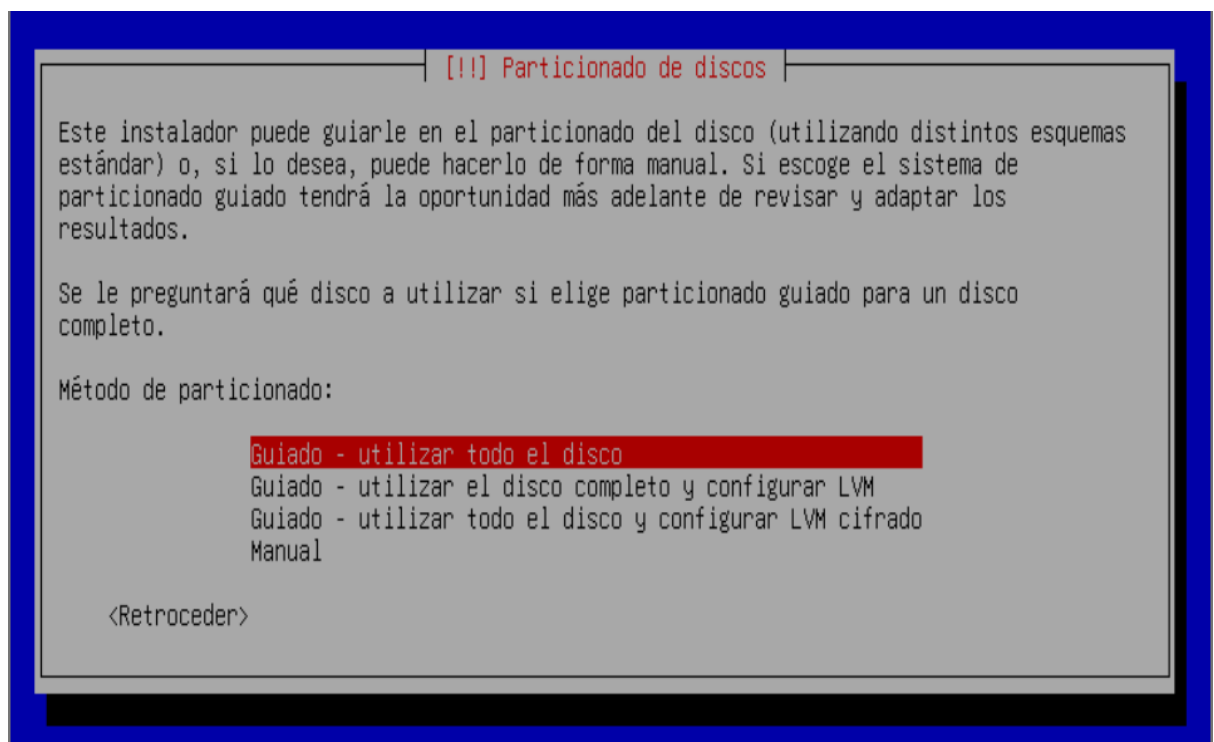 [!!] Particionado de discos
Este instalador puede guiarle en el particionado del disco (utilizando distintos esquemas
estándar) o, si lo desea, puede hacerlo de forma manual. Si escoge el sistema de
particionado guiado tendrá la oportunidad más adelante de revisar y adaptar los
resultados.
Se le preguntará qué disco a utilizar si elige particionado guiado para un disco
completo.
Método de particionado:
Guiado - utilizar todo el disco
Guiado - utilizar el disco completo y configurar LVM
Guiado - utilizar todo el disco y configurar LVM cifrado
Manual
<Retroceder>